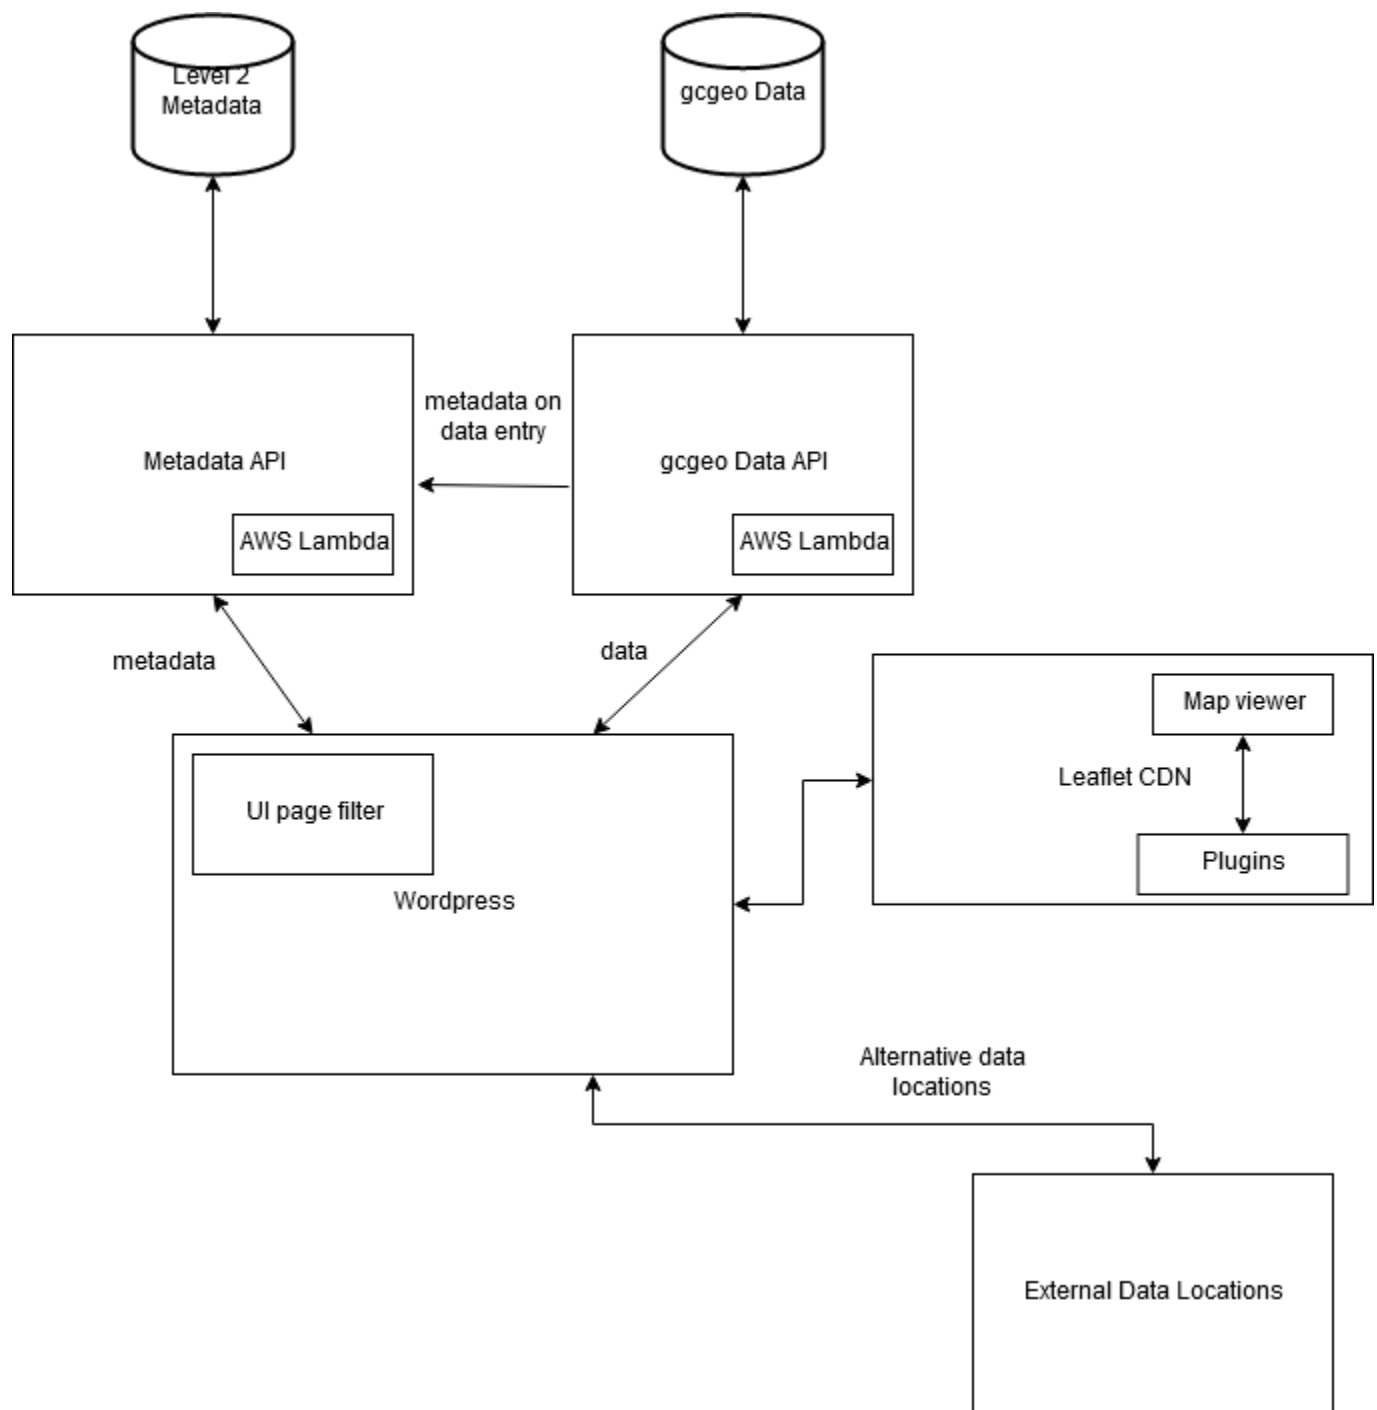 Level 2
Metadata
gcgeo Data
metadata on
data entry
Metadata API
gcgeo Data API
AWS Lambda
AWS Lambda
metadata
data
Map viewer
Leaflet CDN
UI page filter
Plugins
Wordpress
Alternative data
locations
External Data Locations